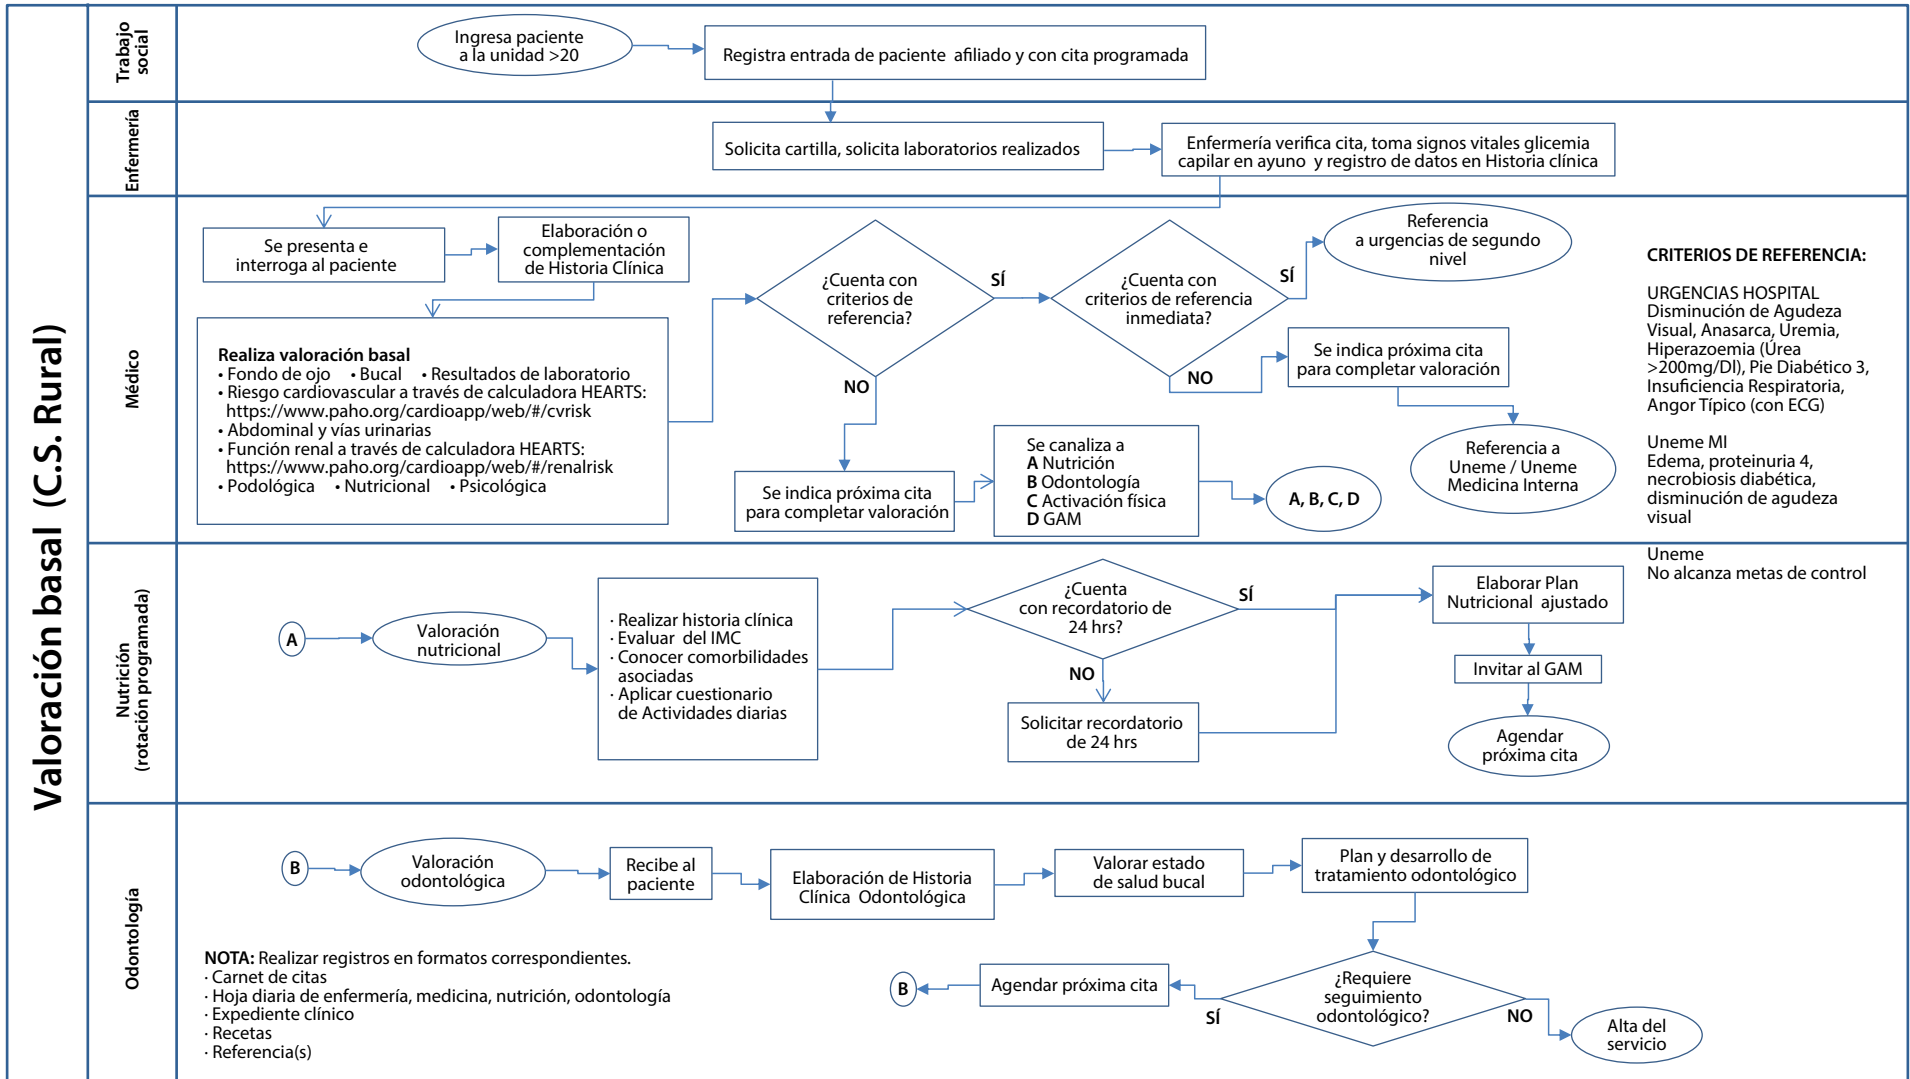 Valoración basal (C.S. Rural)
Trabajo
social
Ingresa paciente
a la unidad >20
Registra entrada de paciente afiliado y con cita programada
Enfermería
Solicita cartilla, solicita laboratorios realizados
Enfermería verifica cita, toma signos vitales glicemia
capilar en ayuno y registro de datos en Historia clínica
Médico
Se presenta e
interroga al paciente
Elaboración o
complementación
de Historia Clínica
Realiza valoración basal
• Fondo de ojo • Bucal • Resultados de laboratorio
• Riesgo cardiovascular a través de calculadora HEARTS:
https://www.paho.org/cardioapp/web/#/cvrisk
• Abdominal y vías urinarias
• Función renal a través de calculadora HEARTS:
https://www.paho.org/cardioapp/web/#/renalrisk
• Podológica • Nutricional • Psicológica
¿Cuenta con
criterios de
referencia?
SÍ
NO
¿Cuenta con
criterios de referencia
inmediata?
SÍ
NO
Referencia
a urgencias de segundo
nivel
Se indica próxima cita
para completar valoración
Referencia a
Uneme / Uneme
Medicina Interna
Se indica próxima cita
para completar valoración
Se canaliza a
A Nutrición
B Odontología
C Activación física
D GAM
A, B, C, D
CRITERIOS DE REFERENCIA:
URGENCIAS HOSPITAL
Disminución de Agudeza
Visual, Anasarca, Uremia,
Hiperazoemia (Úrea
>200mg/Dl), Pie Diabético 3,
Insuficiencia Respiratoria,
Angor Típico (con ECG)
Uneme MI
Edema, proteinuria 4,
necrobiosis diabética,
disminución de agudeza
visual
Uneme
No alcanza metas de control
Nutrición
(rotación programada)
A
Valoración
nutricional
· Realizar historia clínica
· Evaluar del IMC
· Conocer comorbilidades
asociadas
· Aplicar cuestionario
de Actividades diarias
¿Cuenta
con recordatorio de
24 hrs?
SÍ
NO
Solicitar recordatorio
de 24 hrs
Elaborar Plan
Nutricional ajustado
Invitar al GAM
Agendar
próxima cita
Odontología
B
Valoración
odontológica
Recibe al
paciente
Elaboración de Historia
Clínica Odontológica
Valorar estado
de salud bucal
Plan y desarrollo de
tratamiento odontológico
¿Requiere
seguimiento
odontológico?
SÍ
NO
Agendar próxima cita
B
Alta del
servicio
NOTA: Realizar registros en formatos correspondientes.
· Carnet de citas
· Hoja diaria de enfermería, medicina, nutrición, odontología
· Expediente clínico
· Recetas
· Referencia(s)